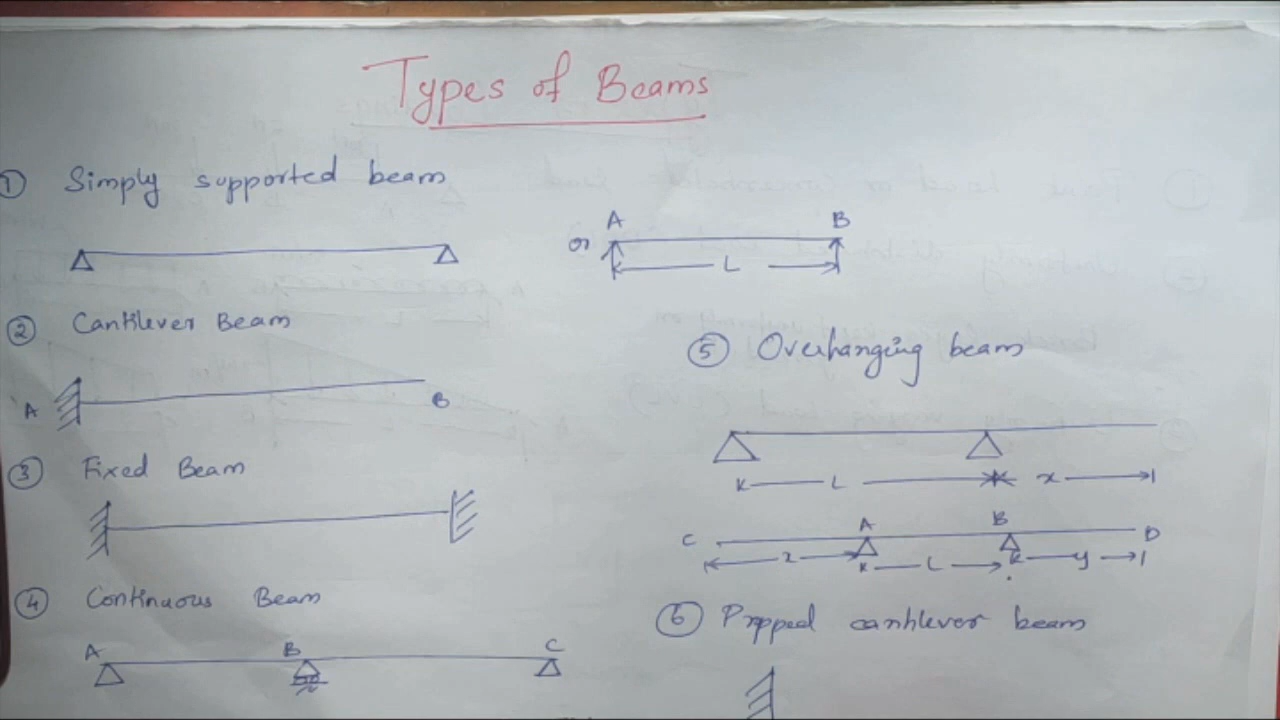 Types of Beams
① Simply supported beam
or A B
L
② Cantilever Beam
A B
③ Fixed Beam
④ Continuous Beam
A B C
⑤ Overhanging beam
L x
C A B D
x L y
⑥ Propped cantilever beam